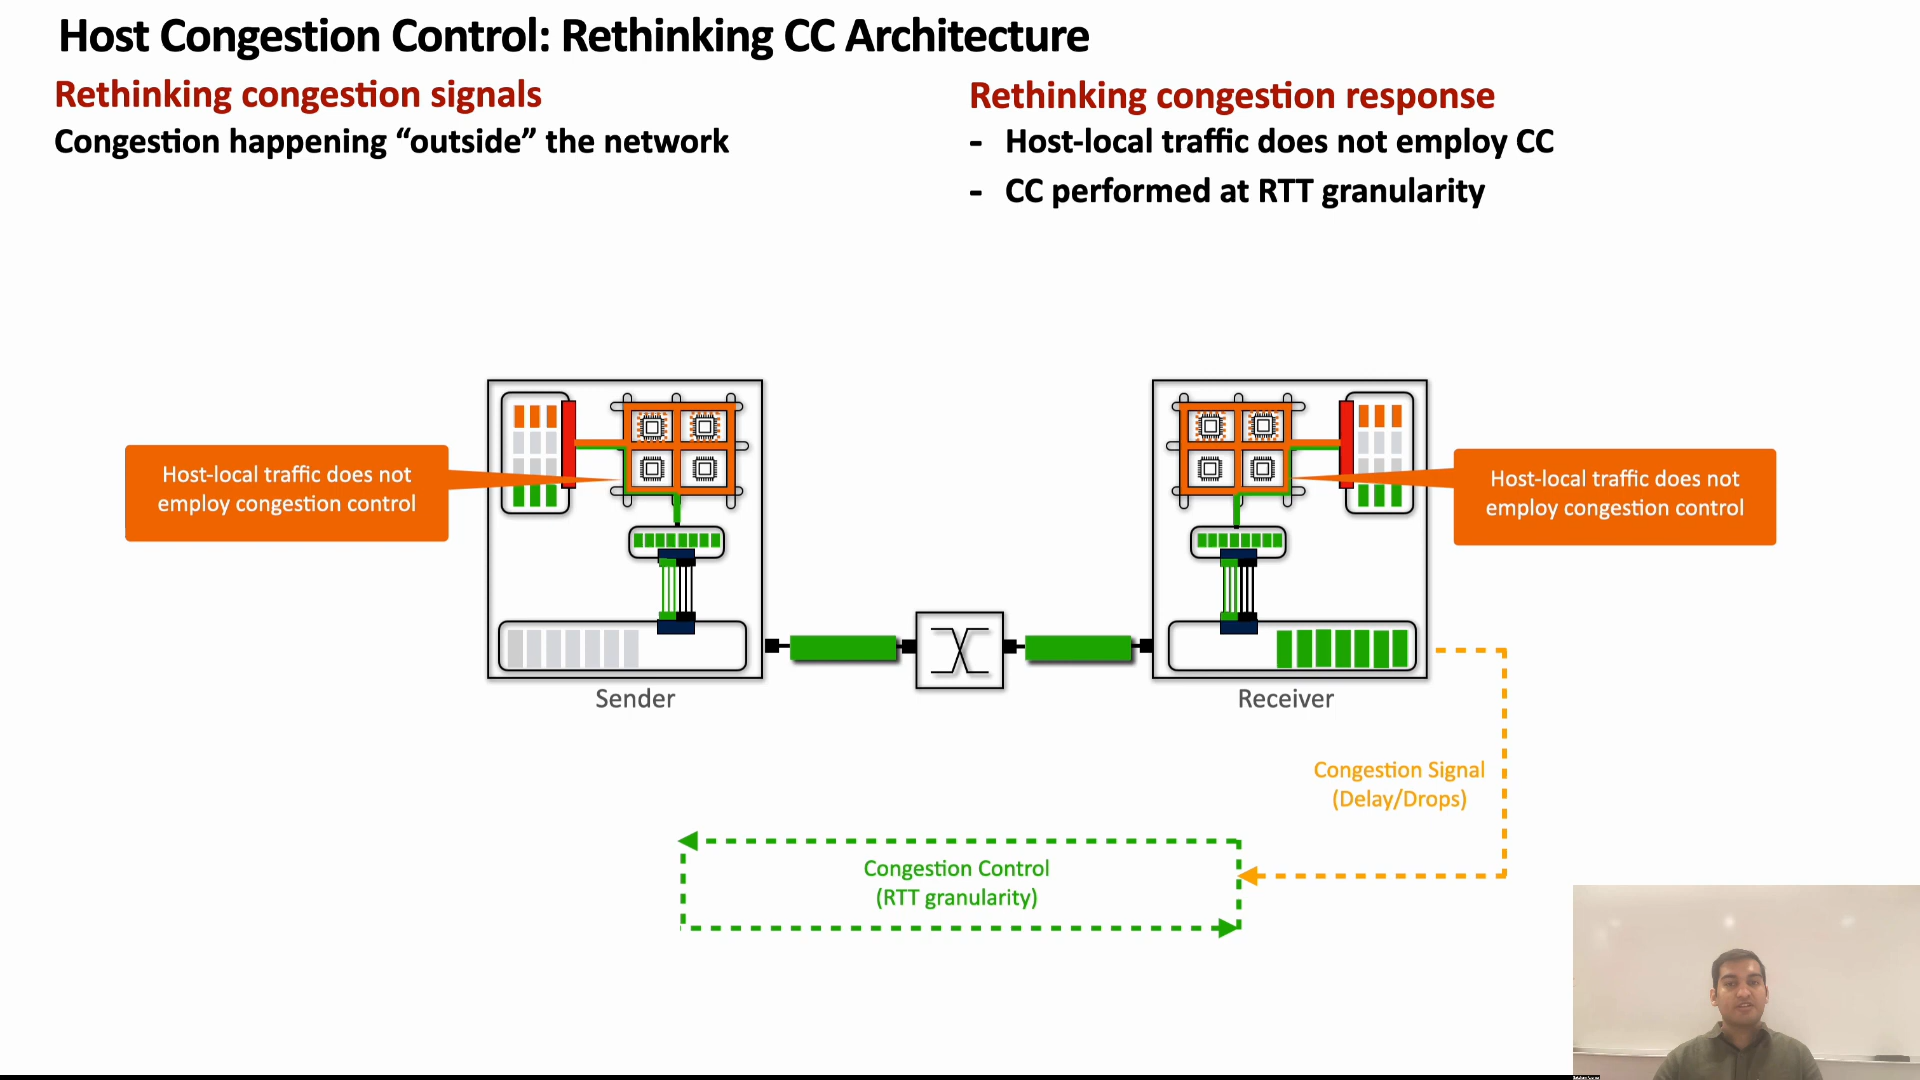 Host Congestion Control: Rethinking CC Architecture
Rethinking congestion signals
Congestion happening “outside” the network
Rethinking congestion response
- Host-local traffic does not employ CC
- CC performed at RTT granularity
Host-local traffic does not
employ congestion control
Host-local traffic does not
employ congestion control
Sender
Receiver
Congestion Signal
(Delay/Drops)
Congestion Control
(RTT granularity)